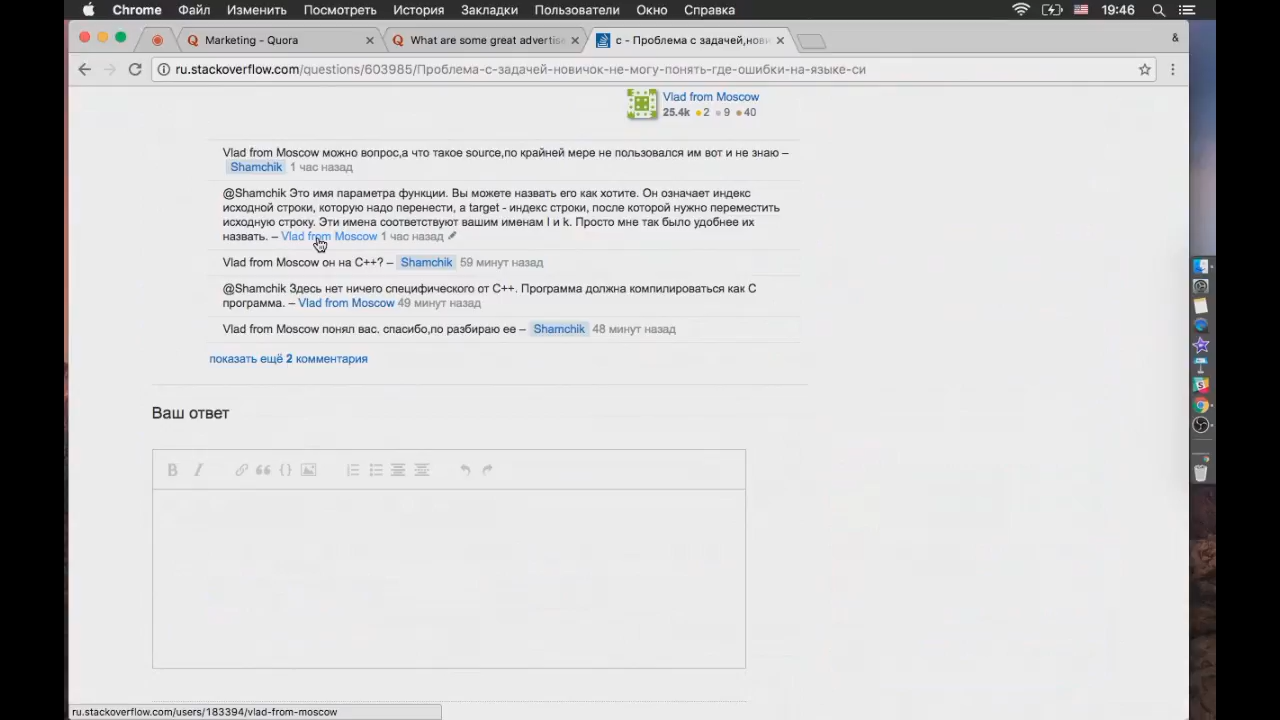 Chrome Файл Изменить Посмотреть История Закладки Пользователи Окно Справка 19:46
Marketing - Quora
What are some great advertise
c - Проблема с задачей,нови
ru.stackoverflow.com/questions/603985/Проблема-с-задачей-новичок-не-могу-понять-где-ошибки-на-языке-си
Vlad from Moscow
25.4k 2 9 40
Vlad from Moscow можно вопрос,а что такое source,по крайней мере не пользовался им вот и не знаю –
Shamchik 1 час назад
@Shamchik Это имя параметра функции. Вы можете назвать его как хотите. Он означает индекс
исходной строки, которую надо перенести, а target - индекс строки, после которой нужно переместить
исходную строку. Эти имена соответствуют вашим именам l и k. Просто мне так было удобнее их
назвать. – Vlad from Moscow 1 час назад
Vlad from Moscow он на C++? – Shamchik 59 минут назад
@Shamchik Здесь нет ничего специфического от C++. Программа должна компилироваться как C
программа. – Vlad from Moscow 49 минут назад
Vlad from Moscow понял вас. спасибо,по разбираю ее – Shamchik 48 минут назад
показать ещё 2 комментария
Ваш ответ
B I
ru.stackoverflow.com/users/183394/vlad-from-moscow